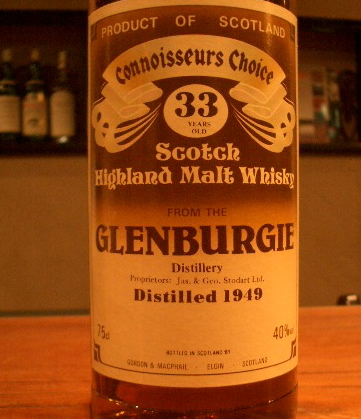 PRODUCT OF SCOTLAND
Connoisseurs Choice
33
YEARS
OLD
Scotch
Highland Malt Whisky
FROM THE
GLENBURGIE
Distillery
Proprietors: Jas. & Geo. Stodart Ltd.
Distilled 1949
75cl 40%vol
BOTTLED IN SCOTLAND BY
GORDON & MACPHAIL · ELGIN · SCOTLAND